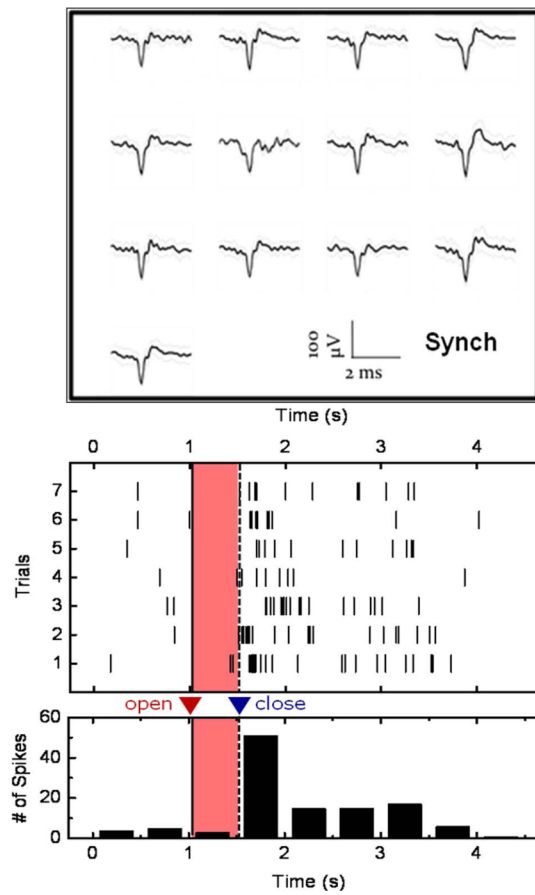 100
µV
2 ms
Synch
Time (s)
0 1 2 3 4
Trials
7
6
5
4
3
2
1
open close
# of Spikes
60
40
20
0
0 1 2 3 4
Time (s)